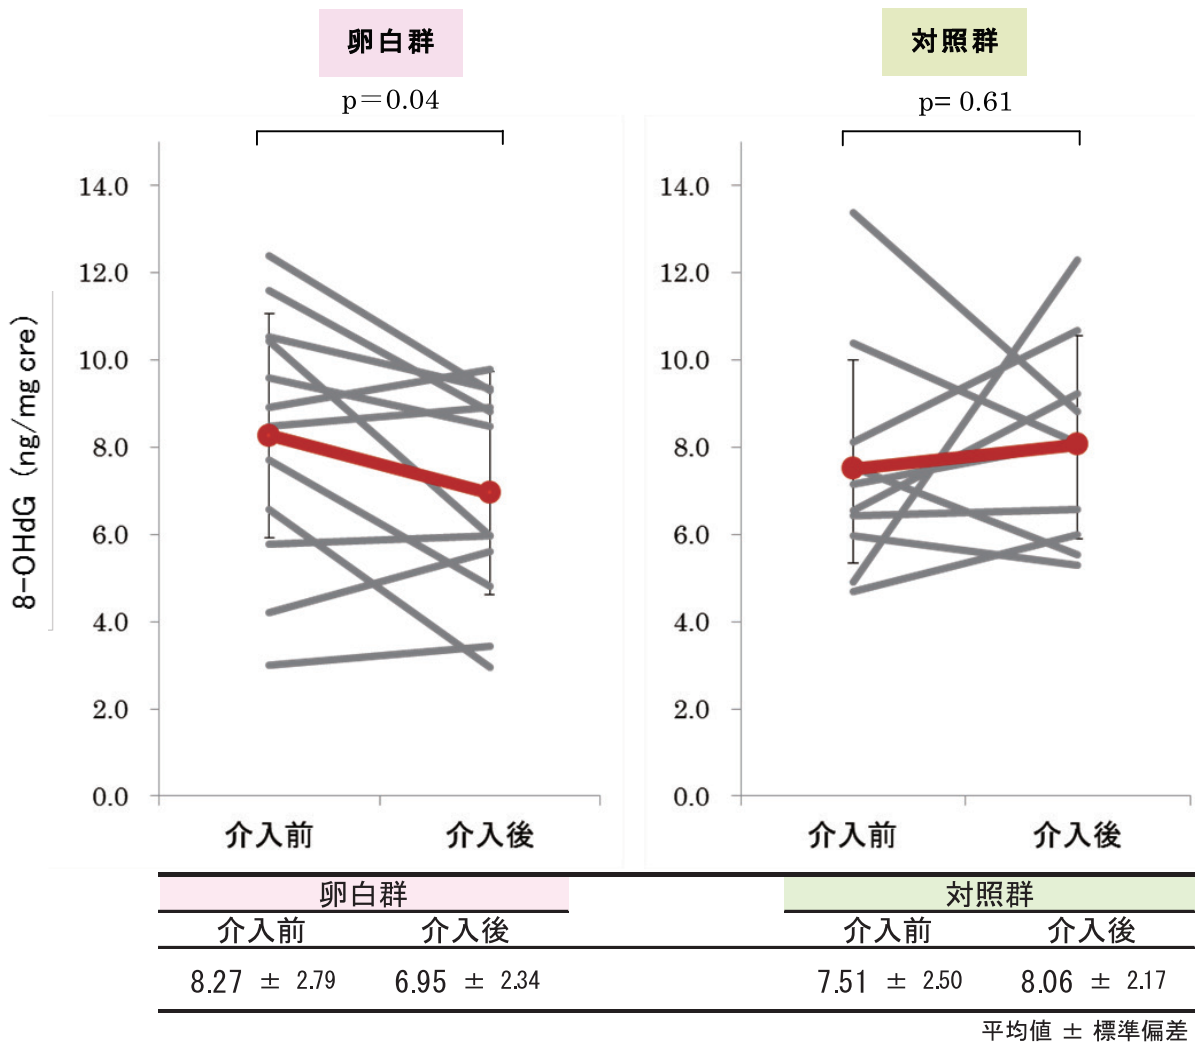 卵白群
対照群
p=0.04
p= 0.61
8-OHdG (ng/mg cre)
14.0
12.0
10.0
8.0
6.0
4.0
2.0
0.0
介入前 介入後
14.0
12.0
10.0
8.0
6.0
4.0
2.0
0.0
介入前 介入後
卵白群 対照群
介入前 介入後 介入前 介入後
8.27 ± 2.79 6.95 ± 2.34 7.51 ± 2.50 8.06 ± 2.17
平均値 ± 標準偏差